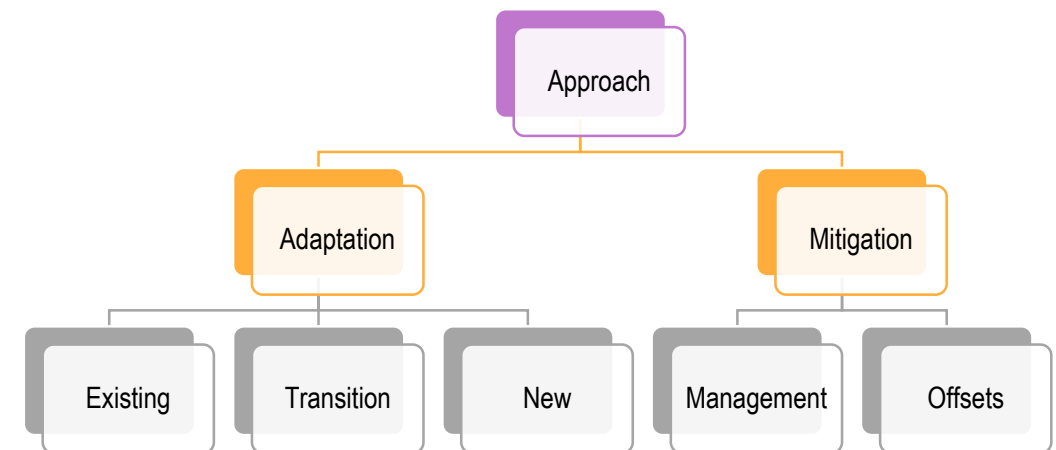 Approach
Adaptation
Mitigation
Existing
Transition
New
Management
Offsets